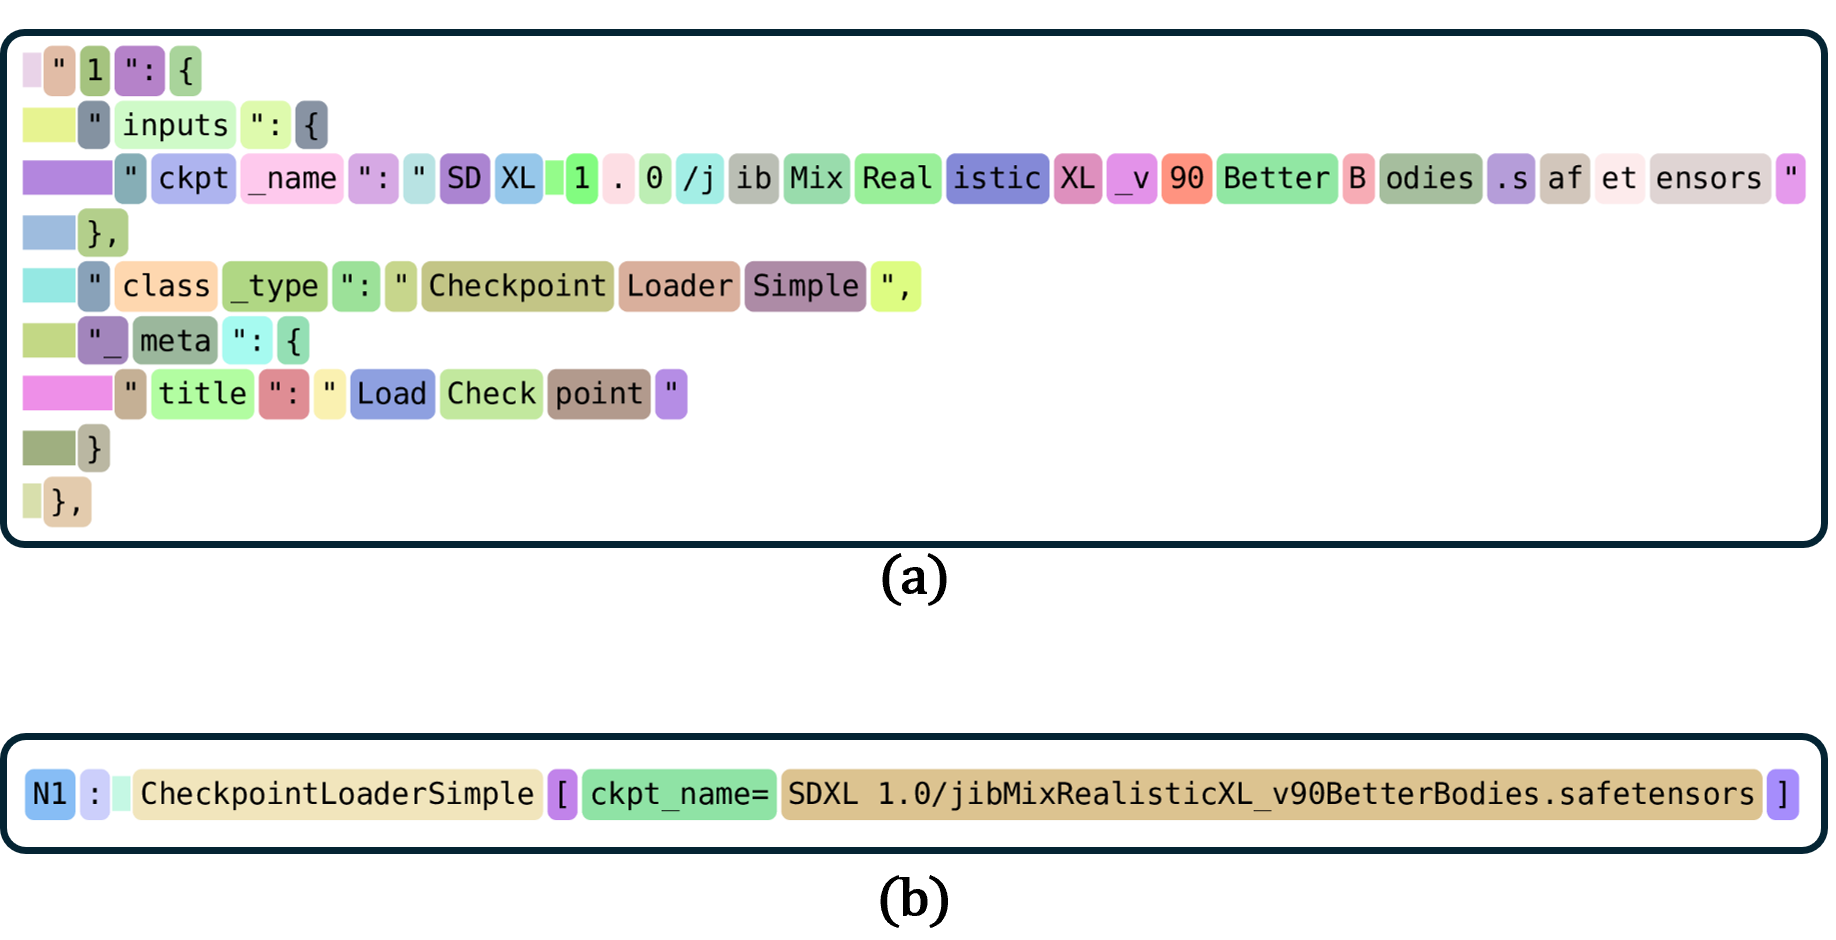 "1": {
"inputs": {
"ckpt_name": "SDXL 1.0/jibMixRealisticXL_v90BetterBodies.safetensors"
},
"class_type": "CheckpointLoaderSimple",
"_meta": {
"title": "Load Checkpoint"
}
},
(a)
N1: CheckpointLoaderSimple[ckpt_name=SDXL 1.0/jibMixRealisticXL_v90BetterBodies.safetensors]
(b)